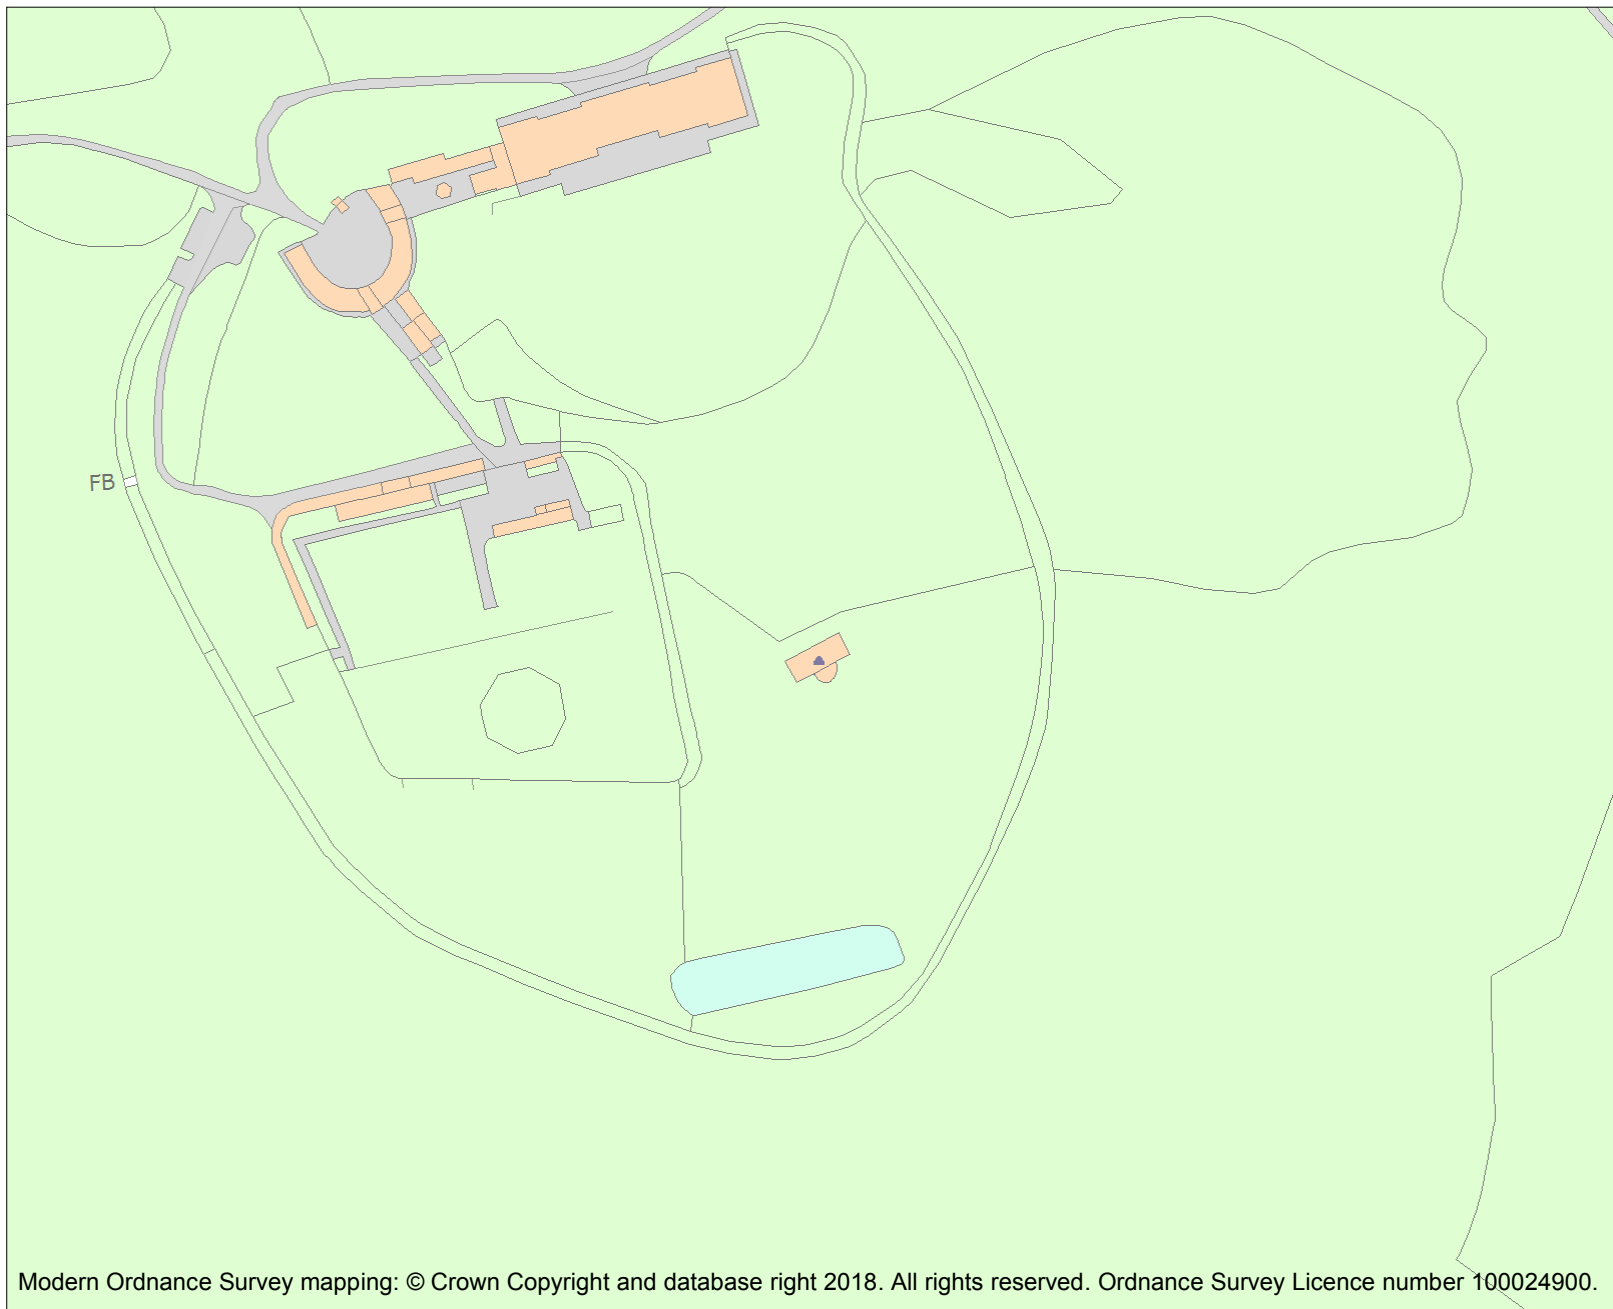 FB
Modern Ordnance Survey mapping: © Crown Copyright and database right 2018. All rights reserved. Ordnance Survey Licence number 100024900.